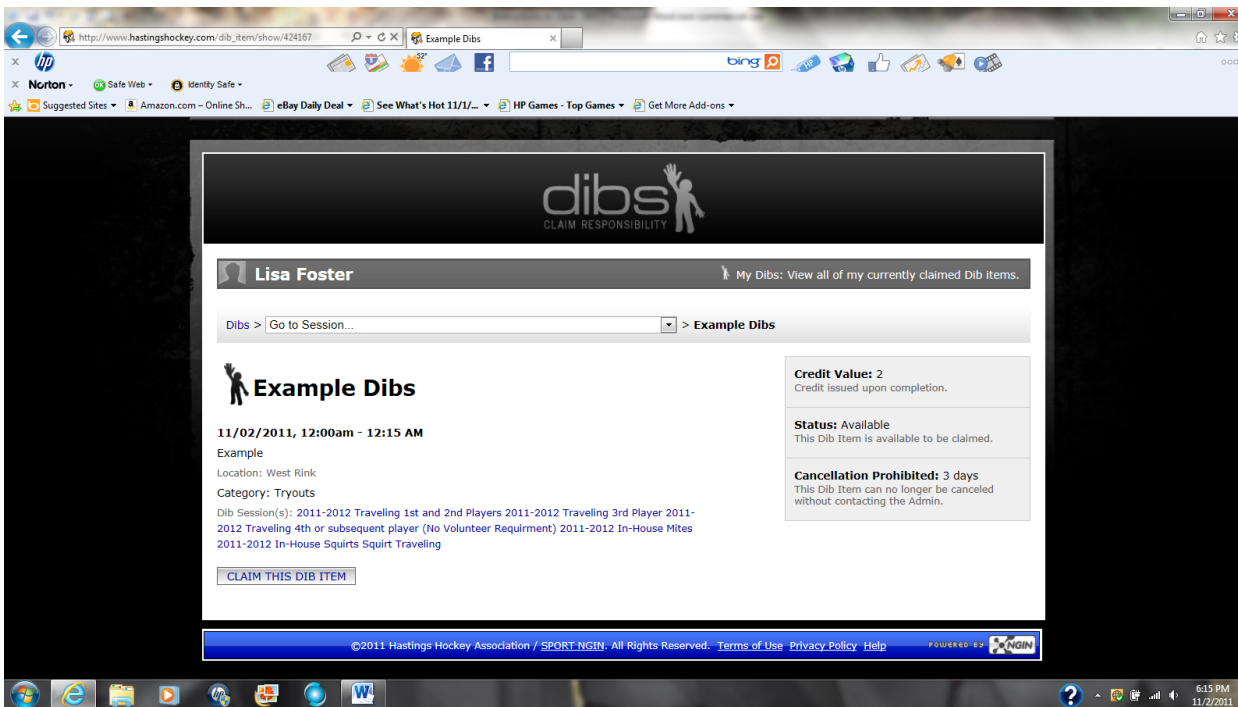 http://www.hastingshockey.com/dib_item/show/424167
Example Dibs
hp
52°
bing
Norton
Safe Web
Identity Safe
Suggested Sites
Amazon.com – Online Sh...
eBay Daily Deal
See What's Hot 11/1/...
HP Games - Top Games
Get More Add-ons
dibs
CLAIM RESPONSIBILITY
Lisa Foster
My Dibs: View all of my currently claimed Dib items.
Dibs > Go to Session... > Example Dibs
Example Dibs
11/02/2011, 12:00am - 12:15 AM
Example
Location: West Rink
Category: Tryouts
Dib Session(s): 2011-2012 Traveling 1st and 2nd Players 2011-2012 Traveling 3rd Player 2011-
2012 Traveling 4th or subsequent player (No Volunteer Requirment) 2011-2012 In-House Mites
2011-2012 In-House Squirts Squirt Traveling
CLAIM THIS DIB ITEM
Credit Value: 2
Credit issued upon completion.
Status: Available
This Dib Item is available to be claimed.
Cancellation Prohibited: 3 days
This Dib Item can no longer be canceled
without contacting the Admin.
©2011 Hastings Hockey Association / SPORT NGIN. All Rights Reserved. Terms of Use Privacy Policy Help
POWERED BY NGIN
6:15 PM
11/2/2011